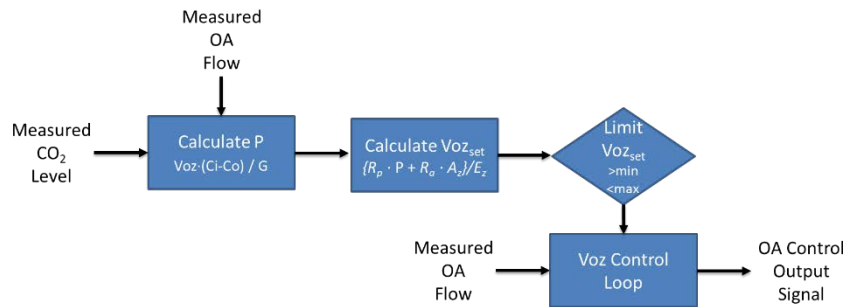 Measured
OA
Flow
Measured
CO₂
Level
Calculate P
Voz·(Ci-Co) / G
Calculate Vozset
{Rp · P + Ra · Az}/Ez
Limit
Vozset
>min
<max
Measured
OA
Flow
Voz Control
Loop
OA Control
Output
Signal